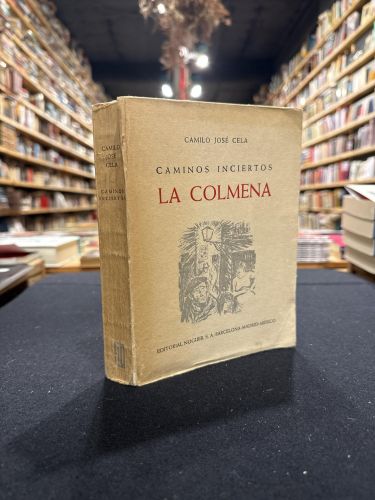 CAMILO JOSÉ CELA
CAMINOS INCIERTOS
LA COLMENA
EDITORIAL NOGUER S. A. BARCELONA-MADRID-MÉXICO
CAMILO
JOSÉ
CELA
CAMINOS
INCIERTOS